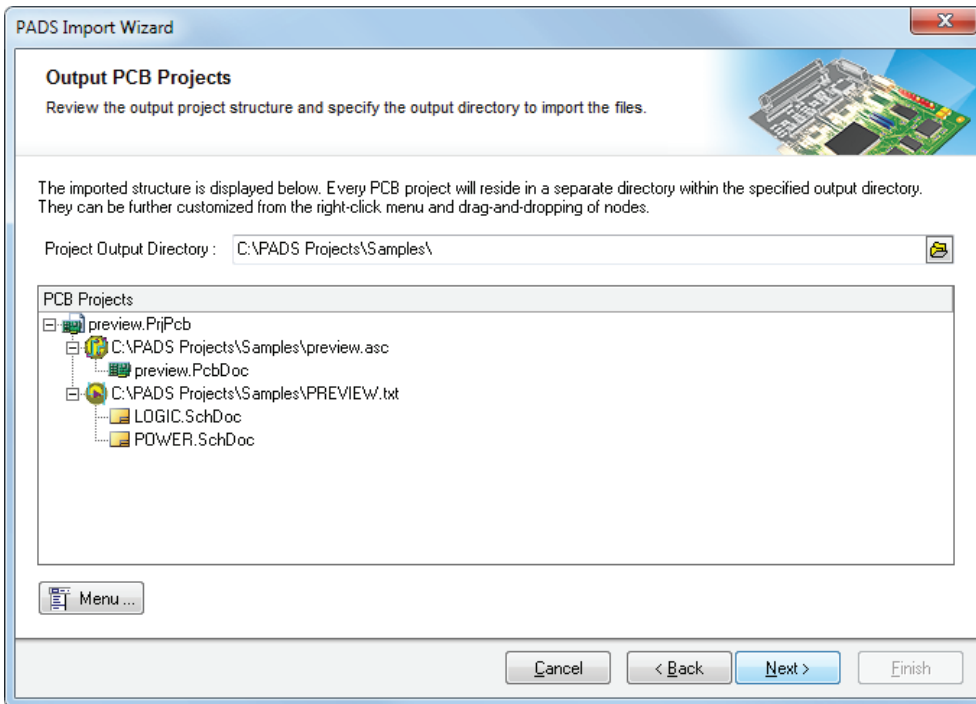 PADS Import Wizard
Output PCB Projects
Review the output project structure and specify the output directory to import the files.
The imported structure is displayed below. Every PCB project will reside in a separate directory within the specified output directory.
They can be further customized from the right-click menu and drag-and-dropping of nodes.
Project Output Directory : C:\PADS Projects\Samples\
PCB Projects
preview.PrjPcb
C:\PADS Projects\Samples\preview.asc
preview.PcbDoc
C:\PADS Projects\Samples\PREVIEW.txt
LOGIC.SchDoc
POWER.SchDoc
Menu ...
Cancel < Back Next > Finish